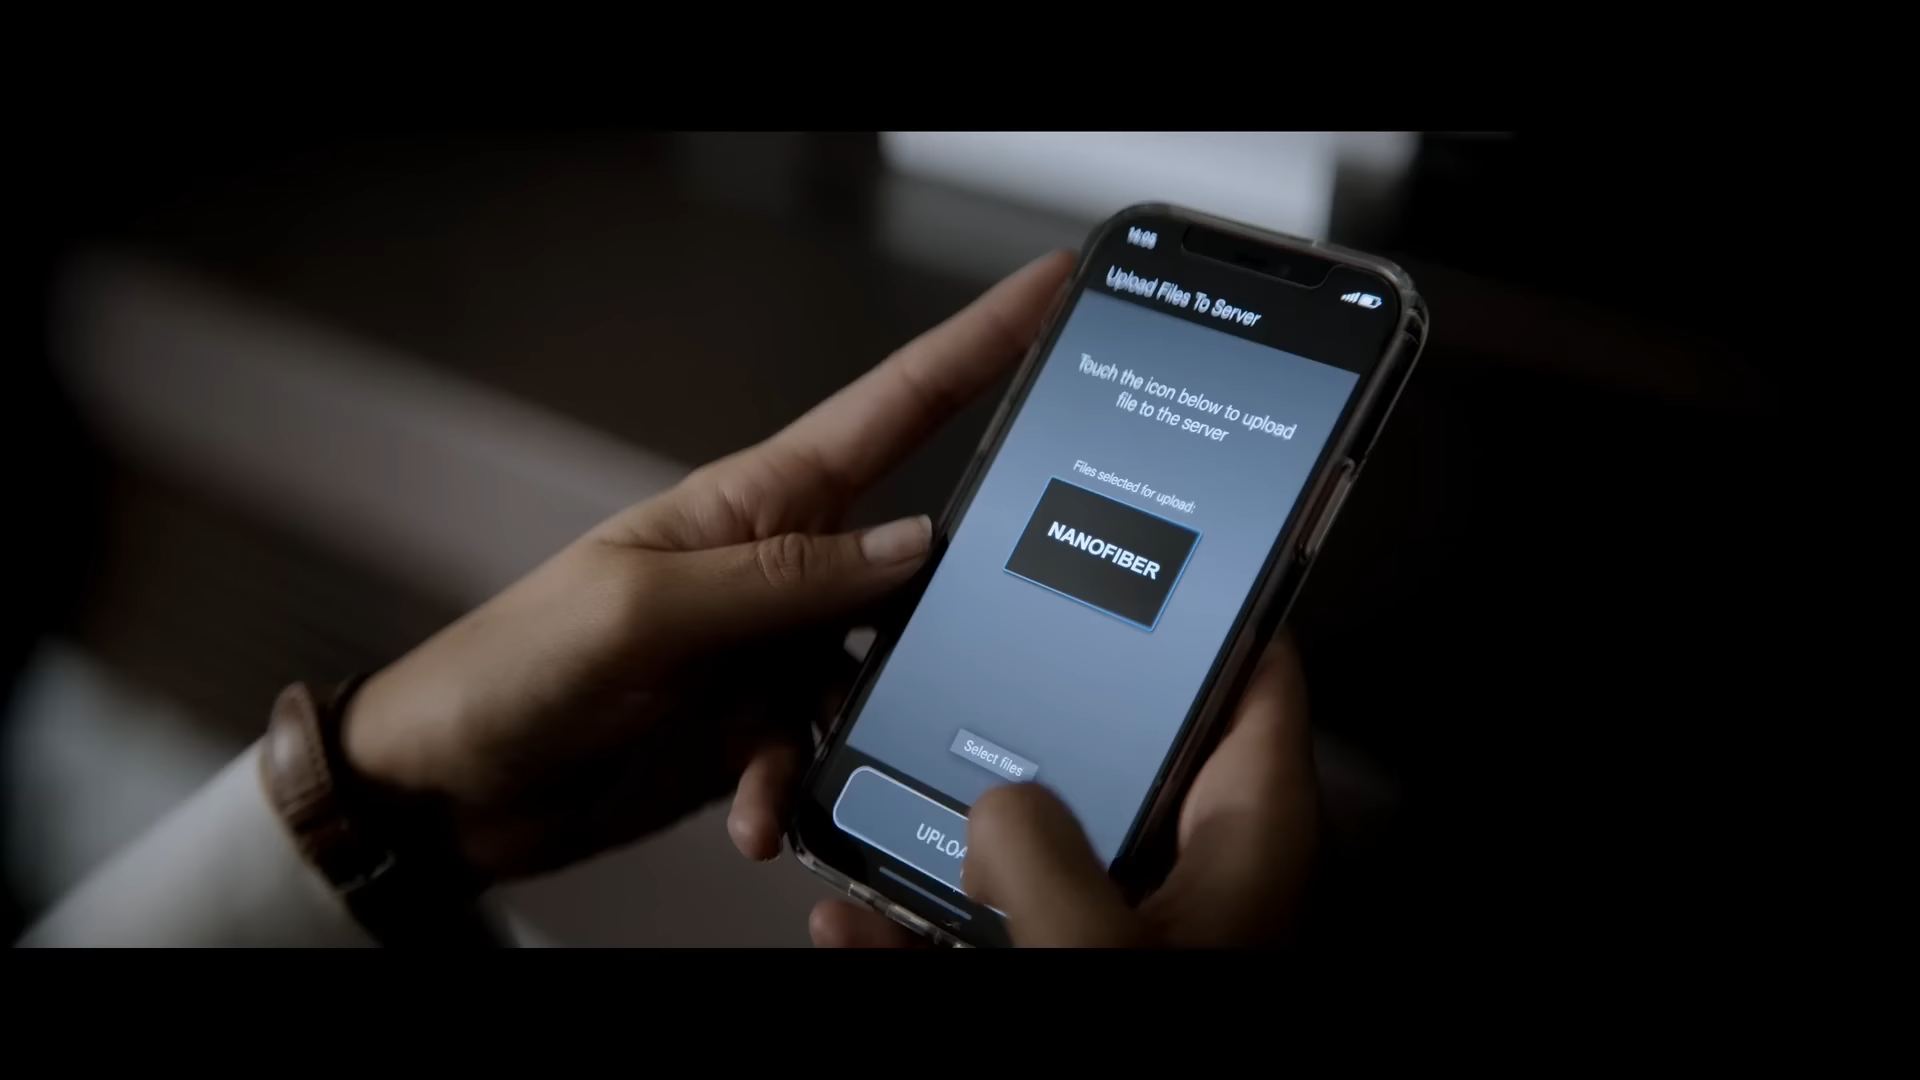 Upload Files To Server
Touch the icon below to upload
file to the server
Files selected for upload:
NANOFIBER
Select files
UPLOA